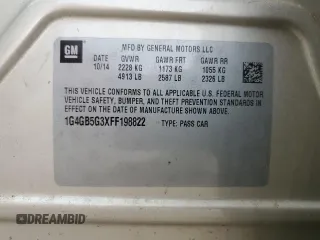 GM
MFD BY GENERAL MOTORS LLC
10/14
GVWR GAWR FRT GAWR RR
2228 KG 1173 KG 1055 KG
4913 LB 2587 LB 2326 LB
THIS VEHICLE CONFORMS TO ALL APPLICABLE U.S. FEDERAL MOTOR
VEHICLE SAFETY, BUMPER, AND THEFT PREVENTION STANDARDS
IN EFFECT ON THE DATE OF MANUFACTURE SHOWN ABOVE.
1G4GB5G3XFF198822 TYPE: PASS CAR
DREAMBID